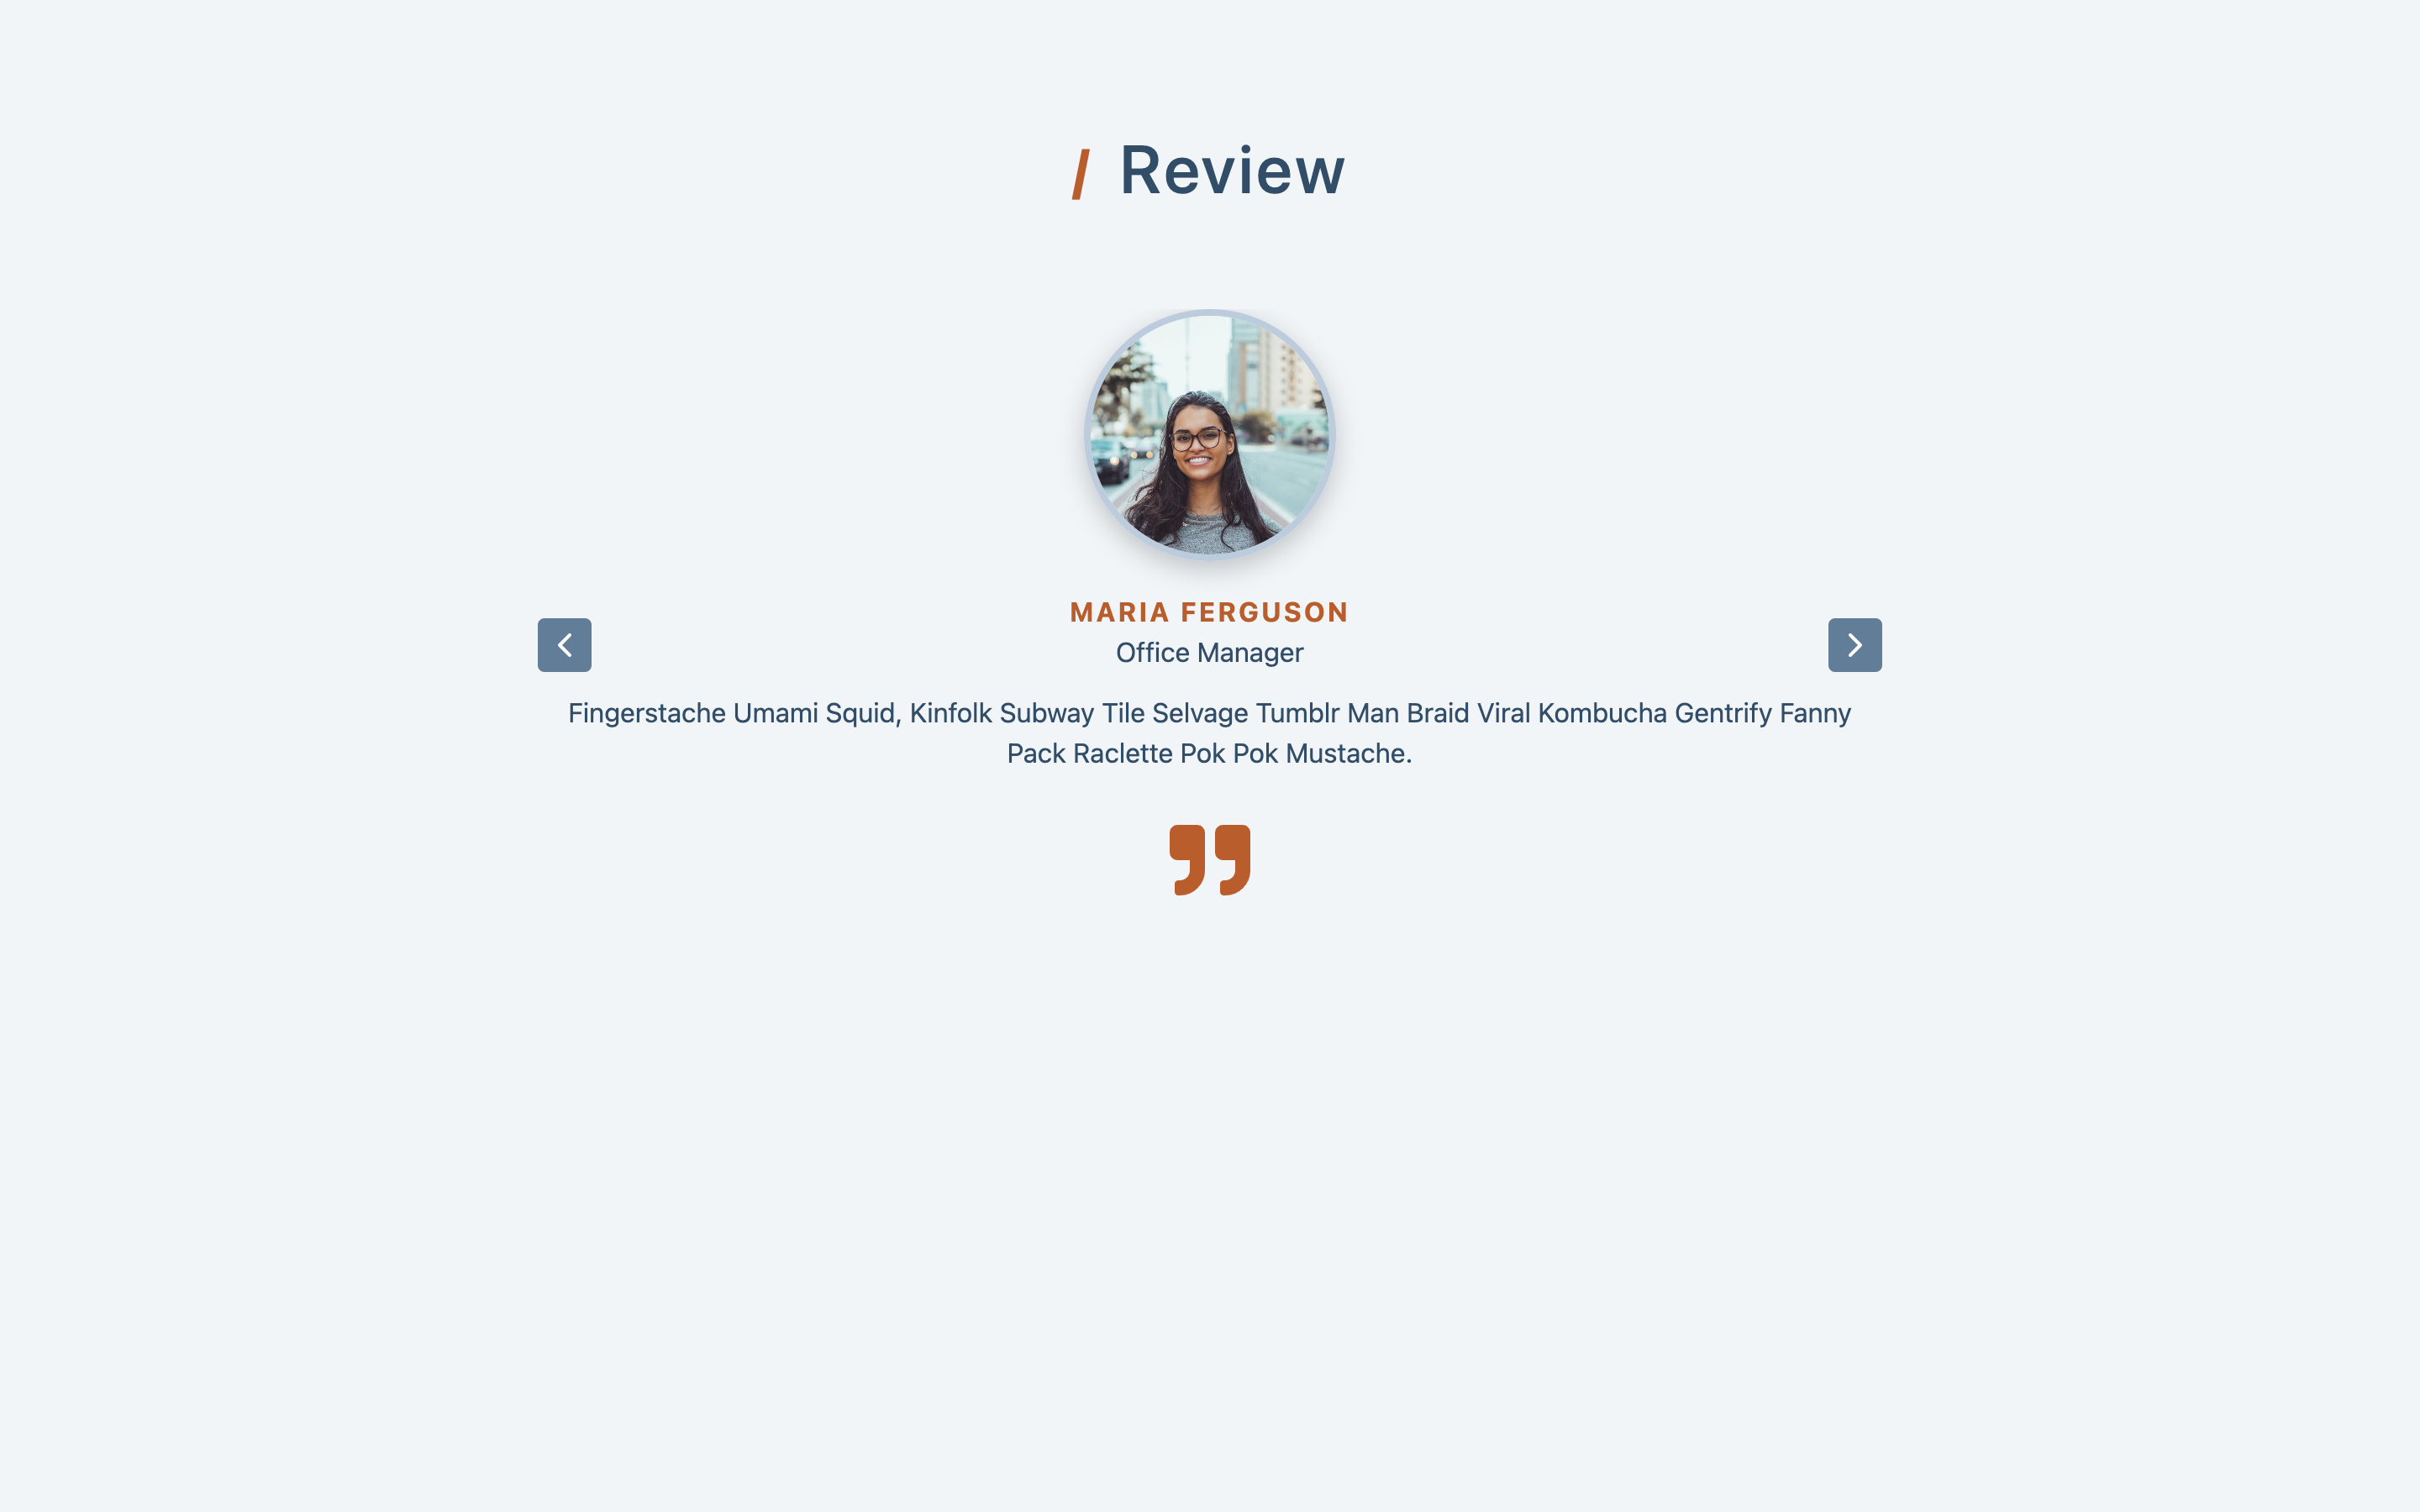 / Review
MARIA FERGUSON
Office Manager
Fingerstache Umami Squid, Kinfolk Subway Tile Selvage Tumblr Man Braid Viral Kombucha Gentrify Fanny
Pack Raclette Pok Pok Mustache.